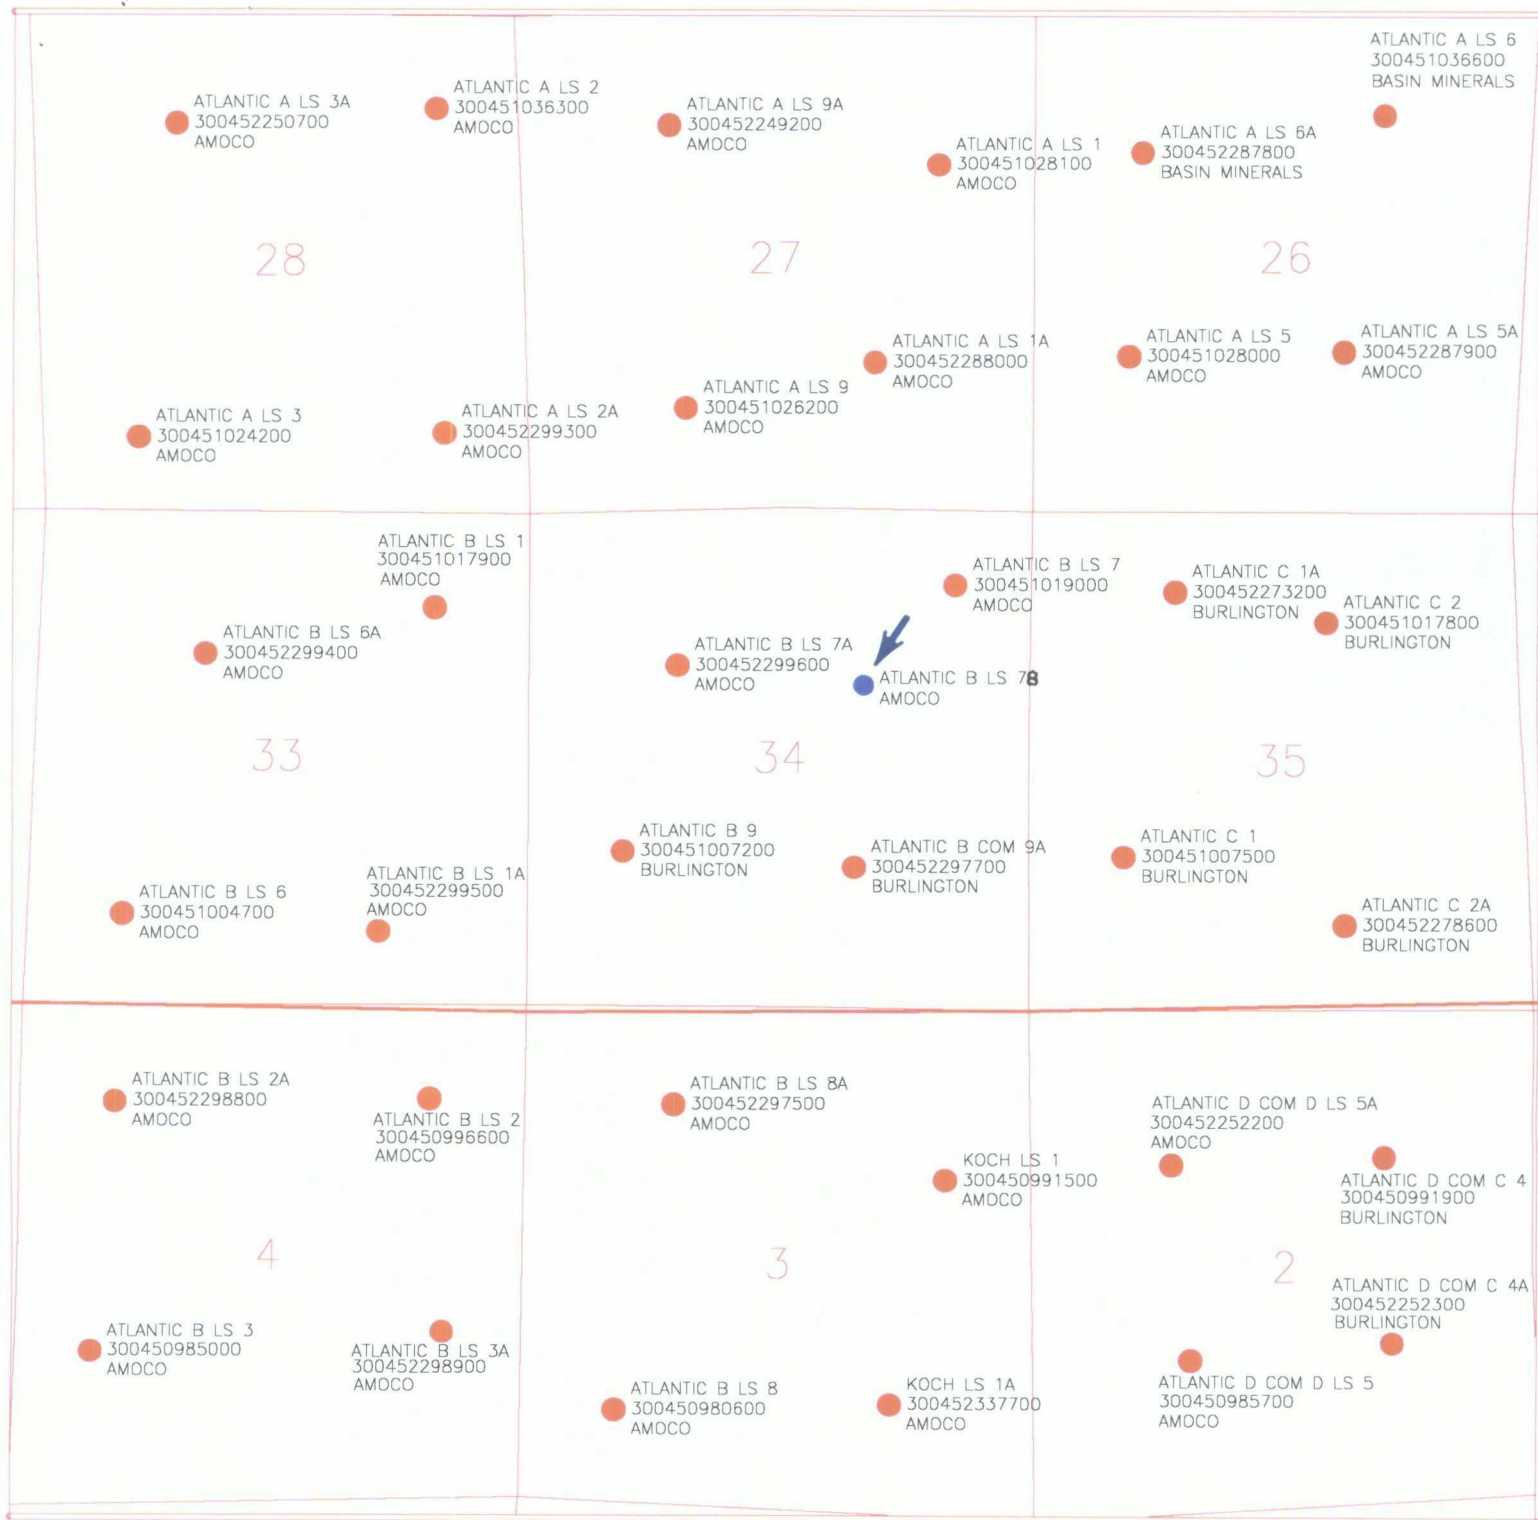 ATLANTIC A LS 3A
300452250700
AMOCO
ATLANTIC A LS 2
300451036300
AMOCO
ATLANTIC A LS 9A
300452249200
AMOCO
ATLANTIC A LS 1
300451028100
AMOCO
ATLANTIC A LS 6A
300452287800
BASIN MINERALS
ATLANTIC A LS 6
300451036600
BASIN MINERALS
28
27
26
ATLANTIC A LS 3
300451024200
AMOCO
ATLANTIC A LS 2A
300452299300
AMOCO
ATLANTIC A LS 9
300451026200
AMOCO
ATLANTIC A LS 1A
300452288000
AMOCO
ATLANTIC A LS 5
300451028000
AMOCO
ATLANTIC A LS 5A
300452287900
AMOCO
ATLANTIC B LS 6A
300452299400
AMOCO
ATLANTIC B LS 1
300451017900
AMOCO
ATLANTIC B LS 7A
300452299600
AMOCO
ATLANTIC B LS 7
300451019000
AMOCO
ATLANTIC B LS 7B
AMOCO
ATLANTIC C 1A
300452273200
BURLINGTON
ATLANTIC C 2
300451017800
BURLINGTON
33
34
35
ATLANTIC B LS 6
300451004700
AMOCO
ATLANTIC B LS 1A
300452299500
AMOCO
ATLANTIC B 9
300451007200
BURLINGTON
ATLANTIC B COM 9A
300452297700
BURLINGTON
ATLANTIC C 1
300451007500
BURLINGTON
ATLANTIC C 2A
300452278600
BURLINGTON
ATLANTIC B LS 2A
300452298800
AMOCO
ATLANTIC B LS 2
300450996600
AMOCO
ATLANTIC B LS 8A
300452297500
AMOCO
KOCH LS 1
300450991500
AMOCO
ATLANTIC D COM D LS 5A
300452252200
AMOCO
ATLANTIC D COM C 4
300450991900
BURLINGTON
4
3
2
ATLANTIC B LS 3
300450985000
AMOCO
ATLANTIC B LS 3A
300452298900
AMOCO
ATLANTIC B LS 8
300450980600
AMOCO
KOCH LS 1A
300452337700
AMOCO
ATLANTIC D COM D LS 5
300450985700
AMOCO
ATLANTIC D COM C 4A
300452252300
BURLINGTON